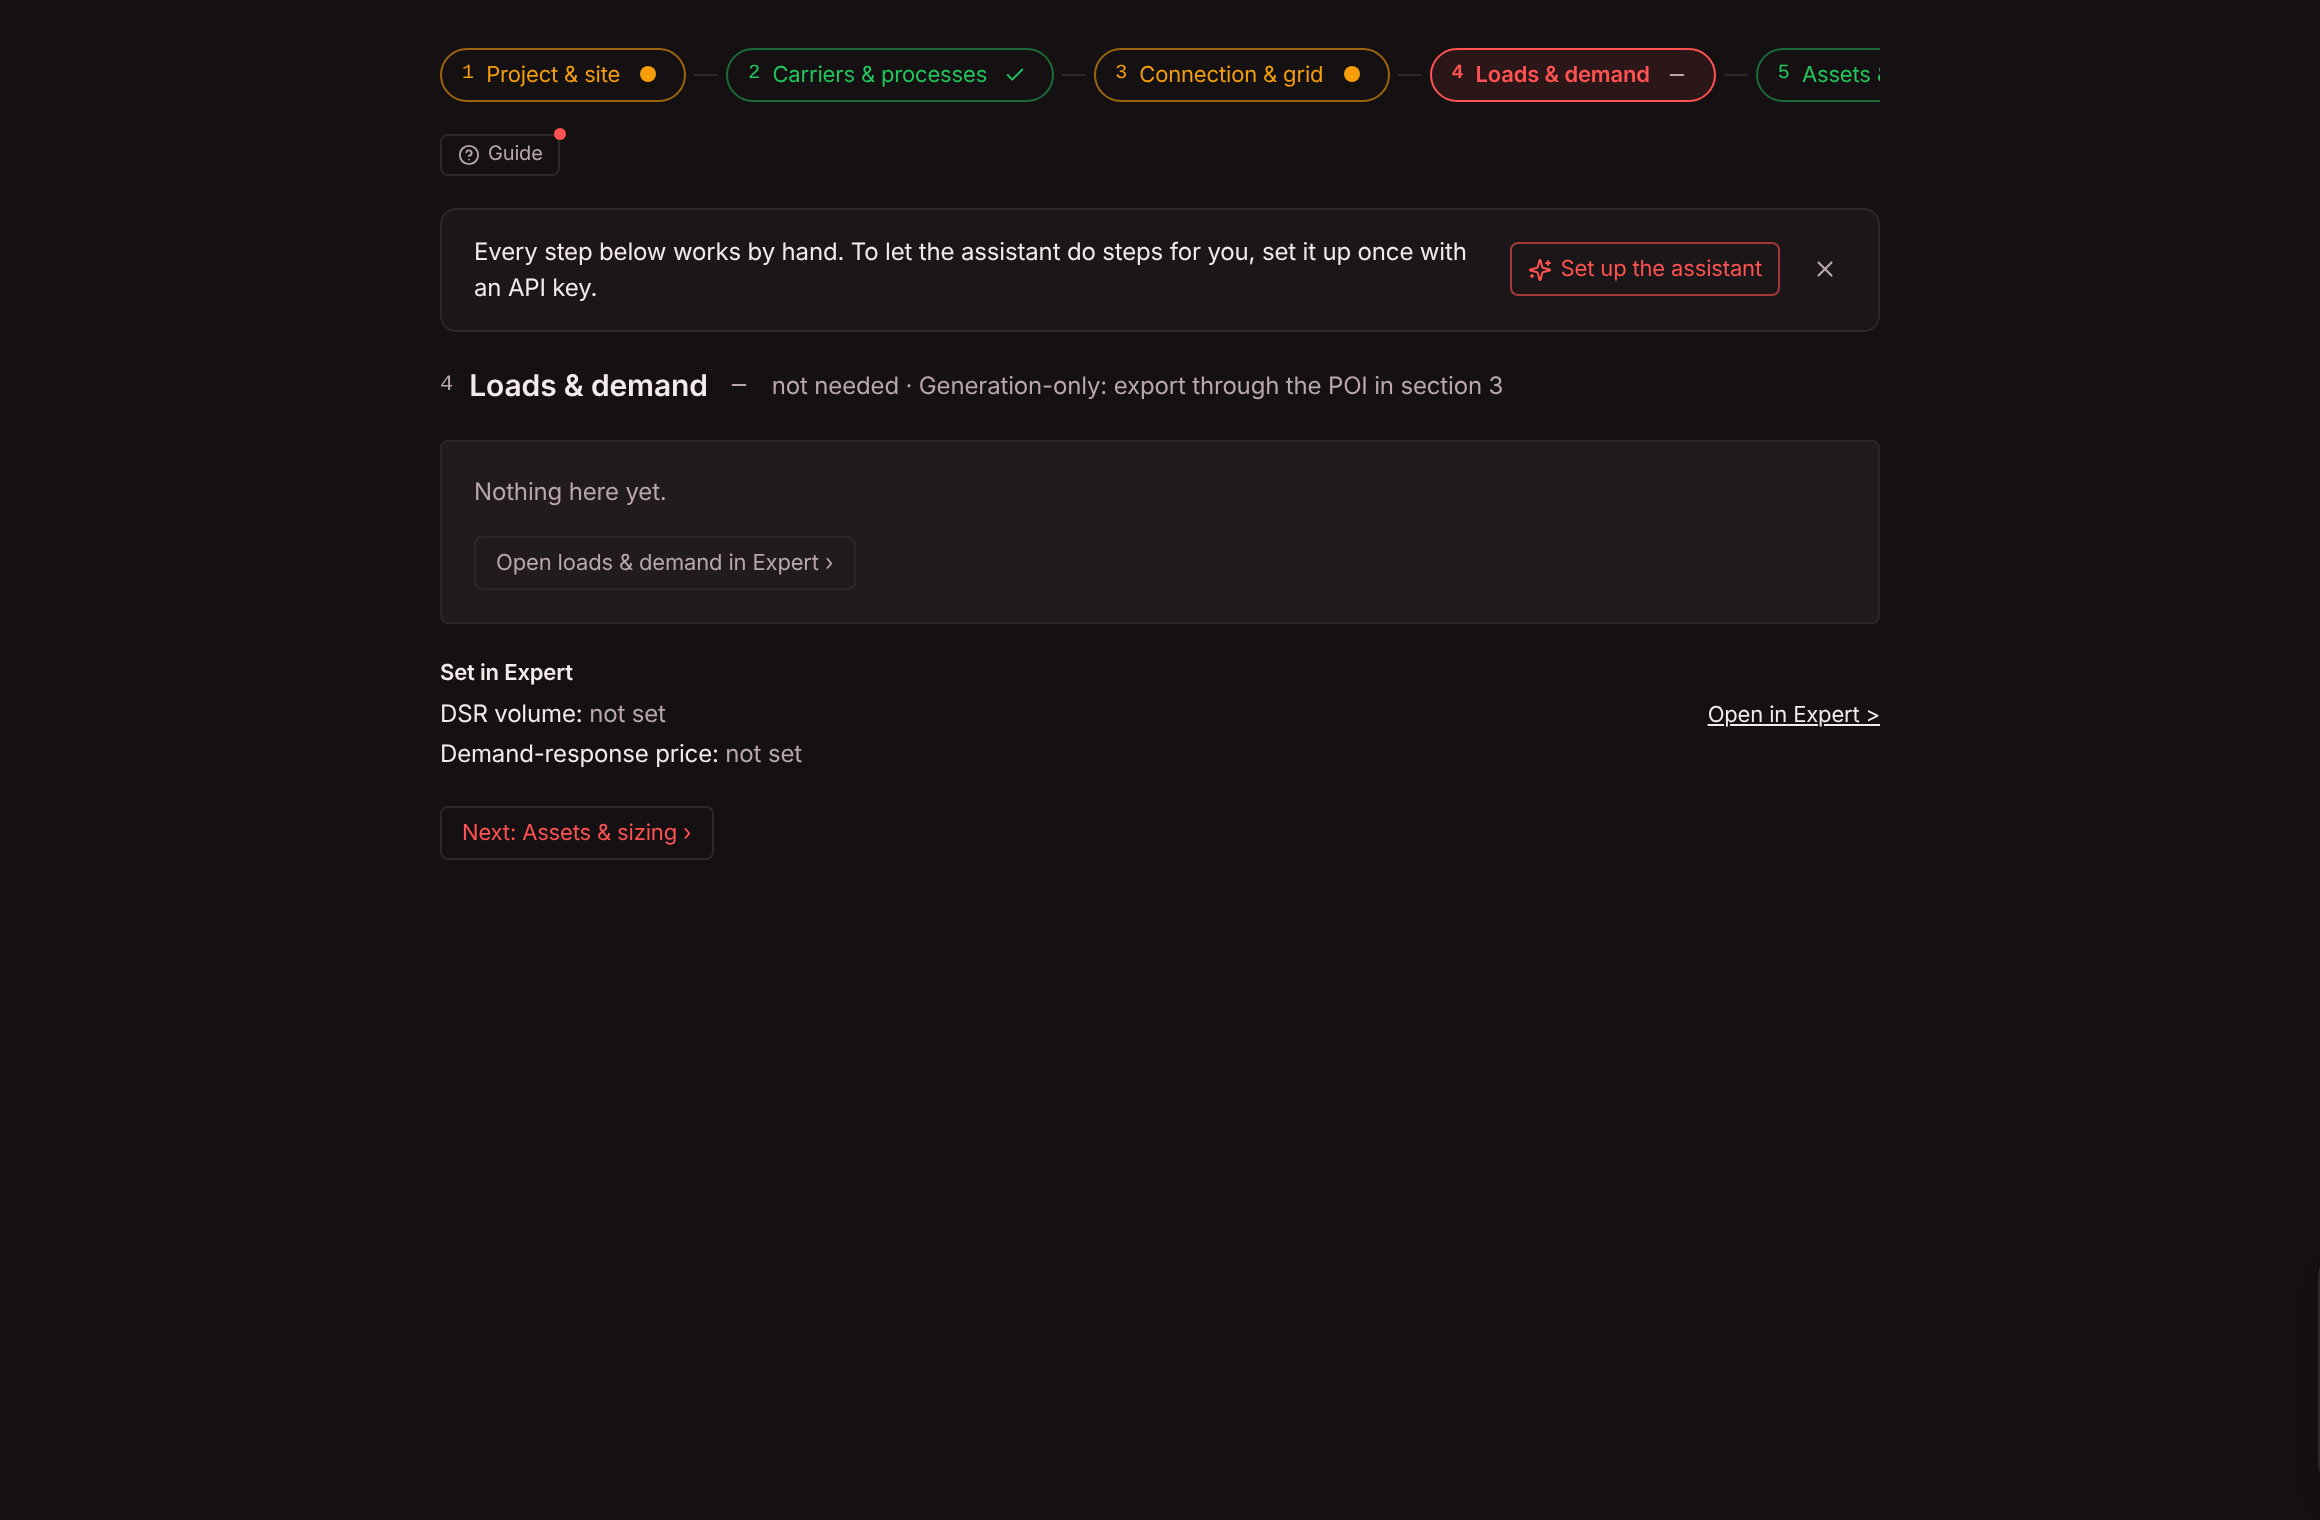 1 Project & site
2 Carriers & processes
3 Connection & grid
4 Loads & demand –
5 Assets
Guide
Every step below works by hand. To let the assistant do steps for you, set it up once with
an API key.
Set up the assistant
4 Loads & demand – not needed · Generation-only: export through the POI in section 3
Nothing here yet.
Open loads & demand in Expert ›
Set in Expert
DSR volume: not set
Open in Expert >
Demand-response price: not set
Next: Assets & sizing ›